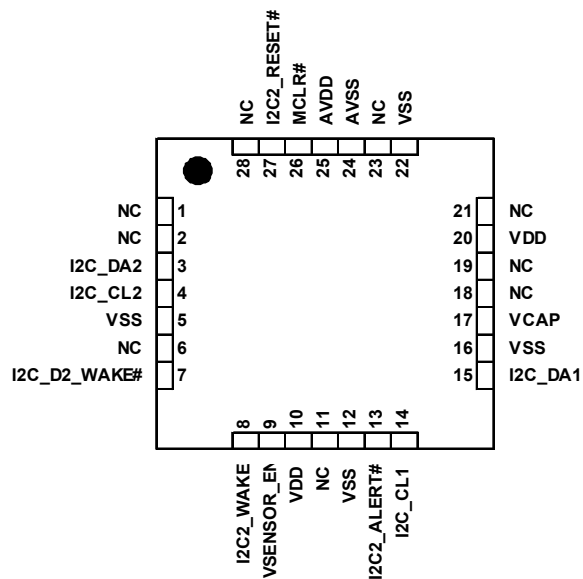 NC
I2C2_RESET#
MCLR#
AVDD
AVSS
NC
VSS
28
27
26
25
24
23
22
NC 1
NC 2
I2C_DA2 3
I2C_CL2 4
VSS 5
NC 6
I2C_D2_WAKE# 7
21 NC
20 VDD
19 NC
18 NC
17 VCAP
16 VSS
15 I2C_DA1
8
9
10
11
12
13
14
I2C2_WAKE
VSENSOR_EN
VDD
NC
VSS
I2C2_ALERT#
I2C_CL1